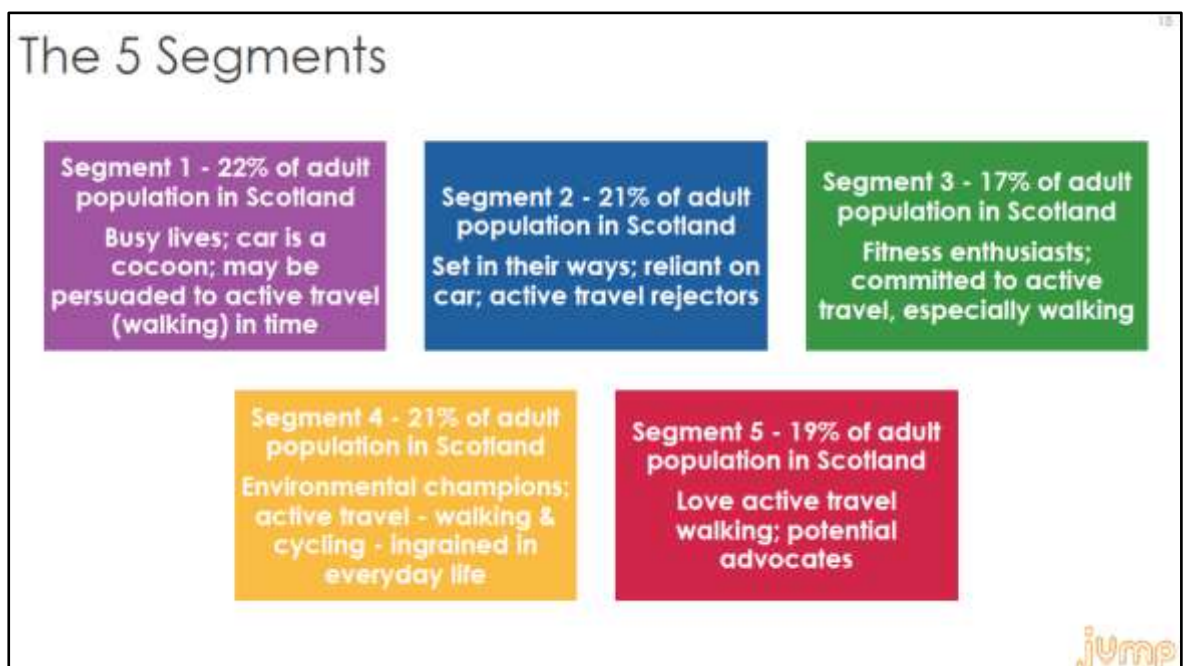 15
The 5 Segments
Segment 1 - 22% of adult
population in Scotland
Busy lives; car is a
cocoon; may be
persuaded to active travel
(walking) in time
Segment 2 - 21% of adult
population in Scotland
Set in their ways; reliant on
car; active travel rejectors
Segment 3 - 17% of adult
population in Scotland
Fitness enthusiasts;
committed to active
travel, especially walking
Segment 4 - 21% of adult
population in Scotland
Environmental champions;
active travel - walking &
cycling - ingrained in
everyday life
Segment 5 - 19% of adult
population in Scotland
Love active travel
walking; potential
advocates
jump